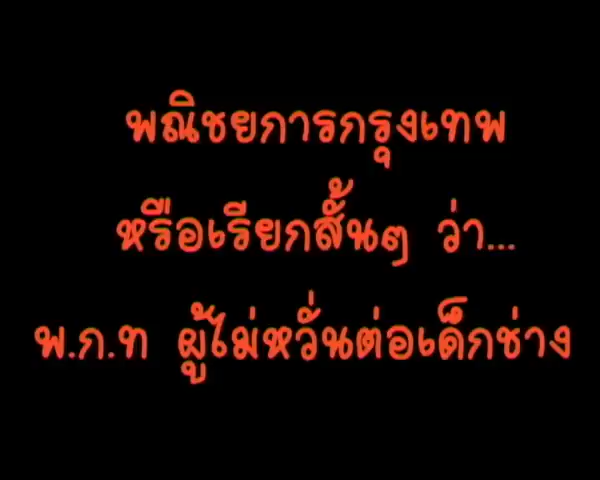 พณิชยการกรุงเทพ
หรือเรียกสั้นๆ ว่า...
พ.ก.ท ผู้ไม่หวั่นต่อเด็กช่าง